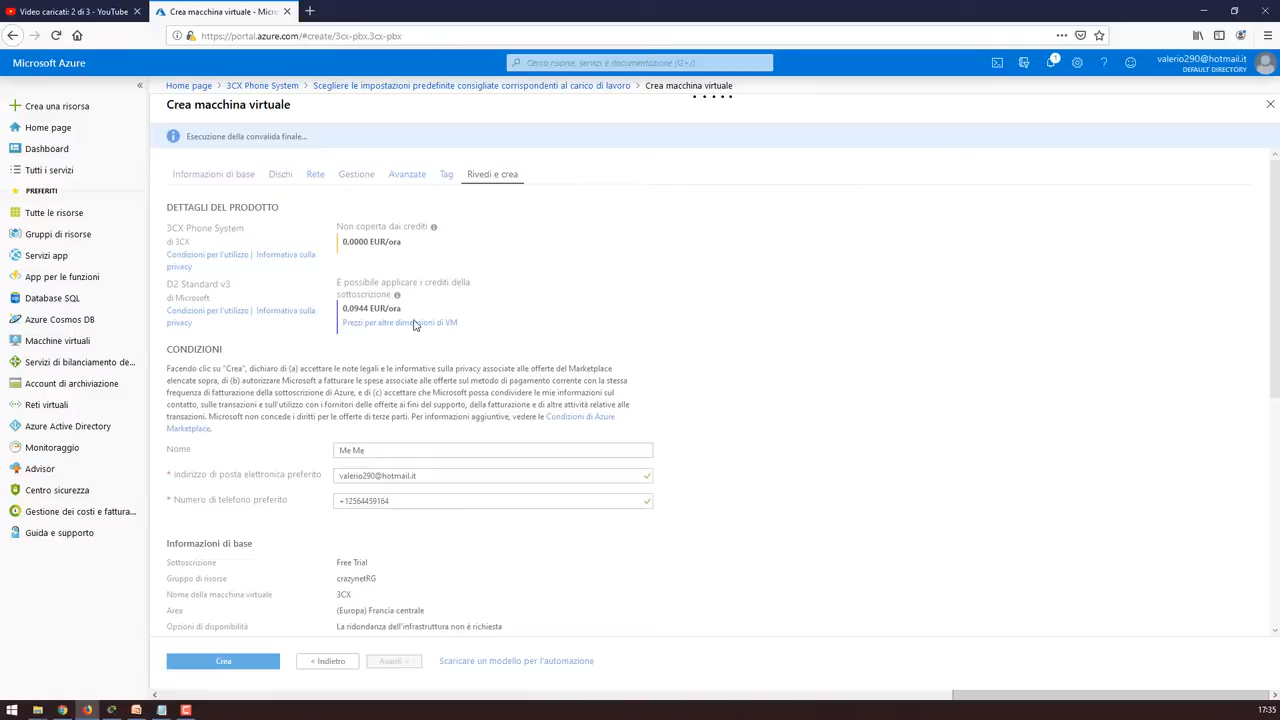 Video caricati: 2 di 3 - YouTube
Crea macchina virtuale - Micro
https://portal.azure.com/#create/3cx-pbx.3cx-pbx
Microsoft Azure
Cerca risorse, servizi e documentazione (G+/)
1
valerio290@hotmail.it
DEFAULT DIRECTORY
Home page
3CX Phone System
Scegliere le impostazioni predefinite consigliate corrispondenti al carico di lavoro
Crea macchina virtuale
Crea macchina virtuale
Esecuzione della convalida finale...
Crea una risorsa
Home page
Dashboard
Tutti i servizi
PREFERITI
Tutte le risorse
Gruppi di risorse
Servizi app
App per le funzioni
Database SQL
Azure Cosmos DB
Macchine virtuali
Servizi di bilanciamento de...
Account di archiviazione
Reti virtuali
Azure Active Directory
Monitoraggio
Advisor
Centro sicurezza
Gestione dei costi e fattura...
Guida e supporto
Informazioni di base
Dischi
Rete
Gestione
Avanzate
Tag
Rivedi e crea
DETTAGLI DEL PRODOTTO
3CX Phone System
di 3CX
Condizioni per l'utilizzo | Informativa sulla
privacy
Non coperta dai crediti
0,0000 EUR/ora
D2 Standard v3
di Microsoft
Condizioni per l'utilizzo | Informativa sulla
privacy
È possibile applicare i crediti della
sottoscrizione
0,0944 EUR/ora
Prezzi per altre dimensioni di VM
CONDIZIONI
Facendo clic su "Crea", dichiaro di (a) accettare le note legali e le informative sulla privacy associate alle offerte del Marketplace
elencate sopra, di (b) autorizzare Microsoft a fatturare le spese associate alle offerte sul metodo di pagamento corrente con la stessa
frequenza di fatturazione della sottoscrizione di Azure, e di (c) accettare che Microsoft possa condividere le mie informazioni sul
contatto, sulle transazioni e sull'utilizzo con i fornitori delle offerte ai fini del supporto, della fatturazione e di altre attività relative alle
transazioni. Microsoft non concede i diritti per le offerte di terze parti. Per informazioni aggiuntive, vedere le Condizioni di Azure
Marketplace.
Nome
Me Me
* Indirizzo di posta elettronica preferito
valerio290@hotmail.it
* Numero di telefono preferito
+12564459164
Informazioni di base
Sottoscrizione
Free Trial
Gruppo di risorse
crazynetRG
Nome della macchina virtuale
3CX
Area
(Europa) Francia centrale
Opzioni di disponibilità
La ridondanza dell'infrastruttura non è richiesta
Crea
< Indietro
Avanti >
Scaricare un modello per l'automazione
17:35